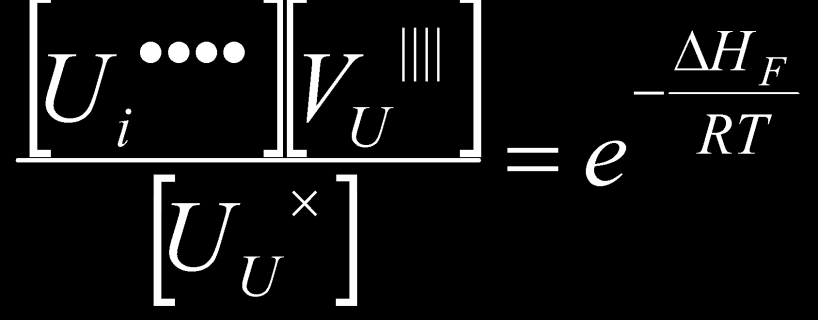 [U_i^••••][V_U^||||] / [U_U^×] = e^(−ΔH_F / RT)